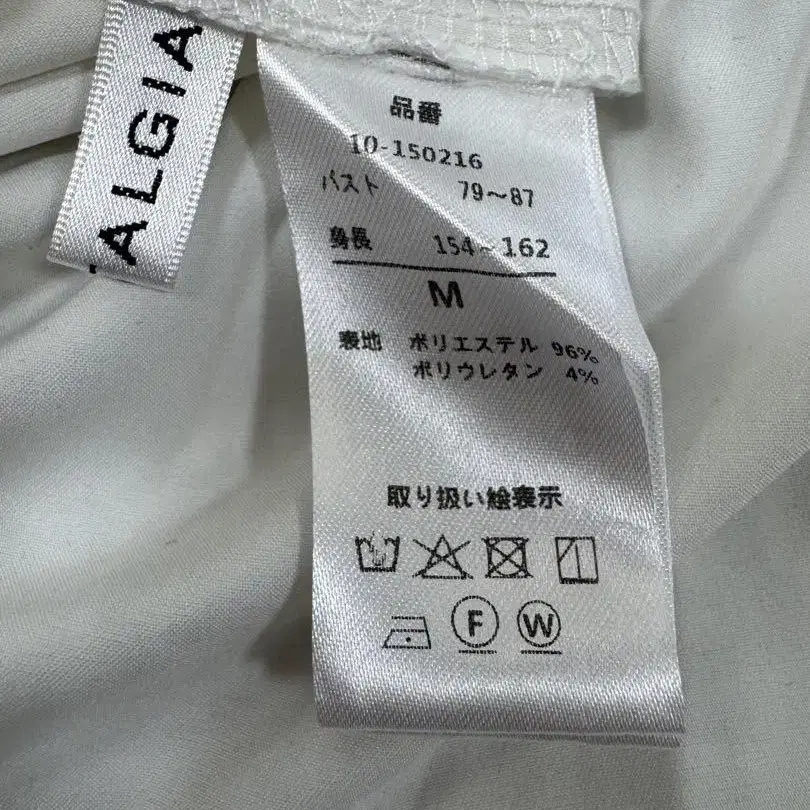 ALGIA
品番
10-150216
バスト 79～87
身長 154～162
M
表地 ポリエステル 96%
ポリウレタン 4%
取り扱い絵表示
F W